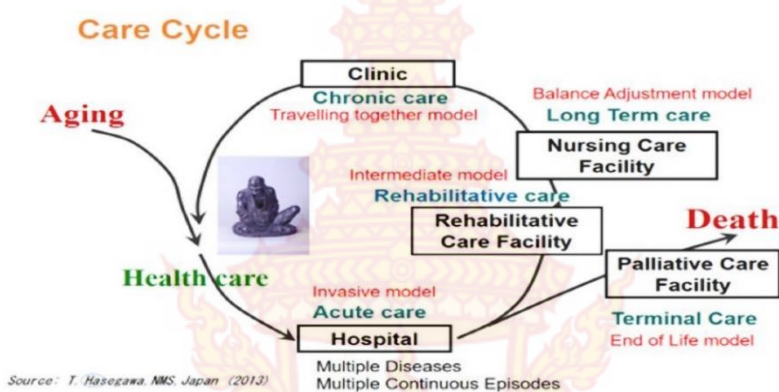 Care Cycle
Clinic
Chronic care
Travelling together model
Aging
Balance Adjustment model
Long Term care
Nursing Care
Facility
Intermediate model
Rehabilitative care
Rehabilitative
Care Facility
Death
Palliative Care
Facility
Terminal Care
End of Life model
Health care
Invasive model
Acute care
Hospital
Multiple Diseases
Multiple Continuous Episodes
Source: T. Hasegawa, NMS, Japan (2013)